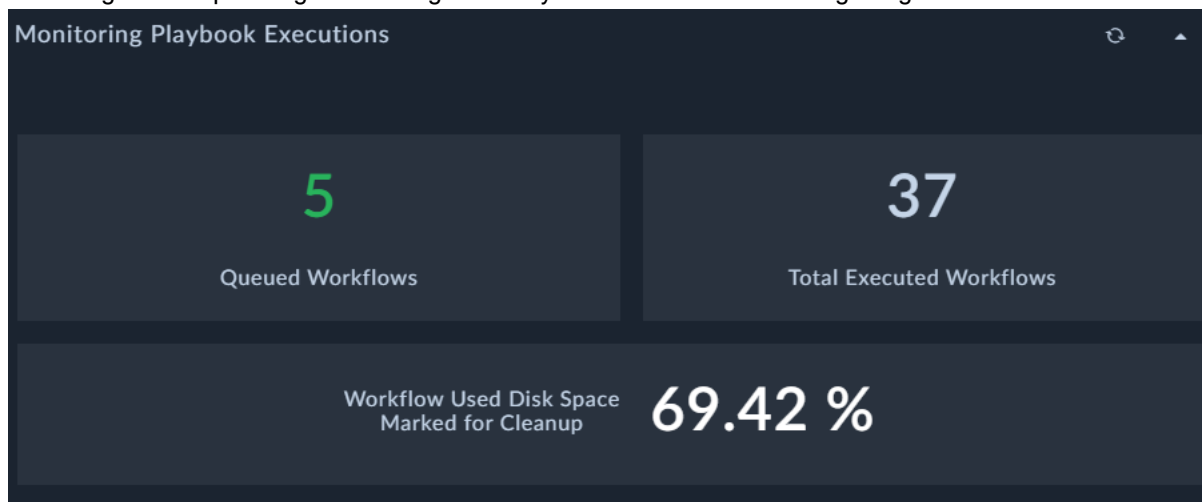 Monitoring Playbook Executions
5
Queued Workflows
37
Total Executed Workflows
Workflow Used Disk Space
Marked for Cleanup
69.42 %